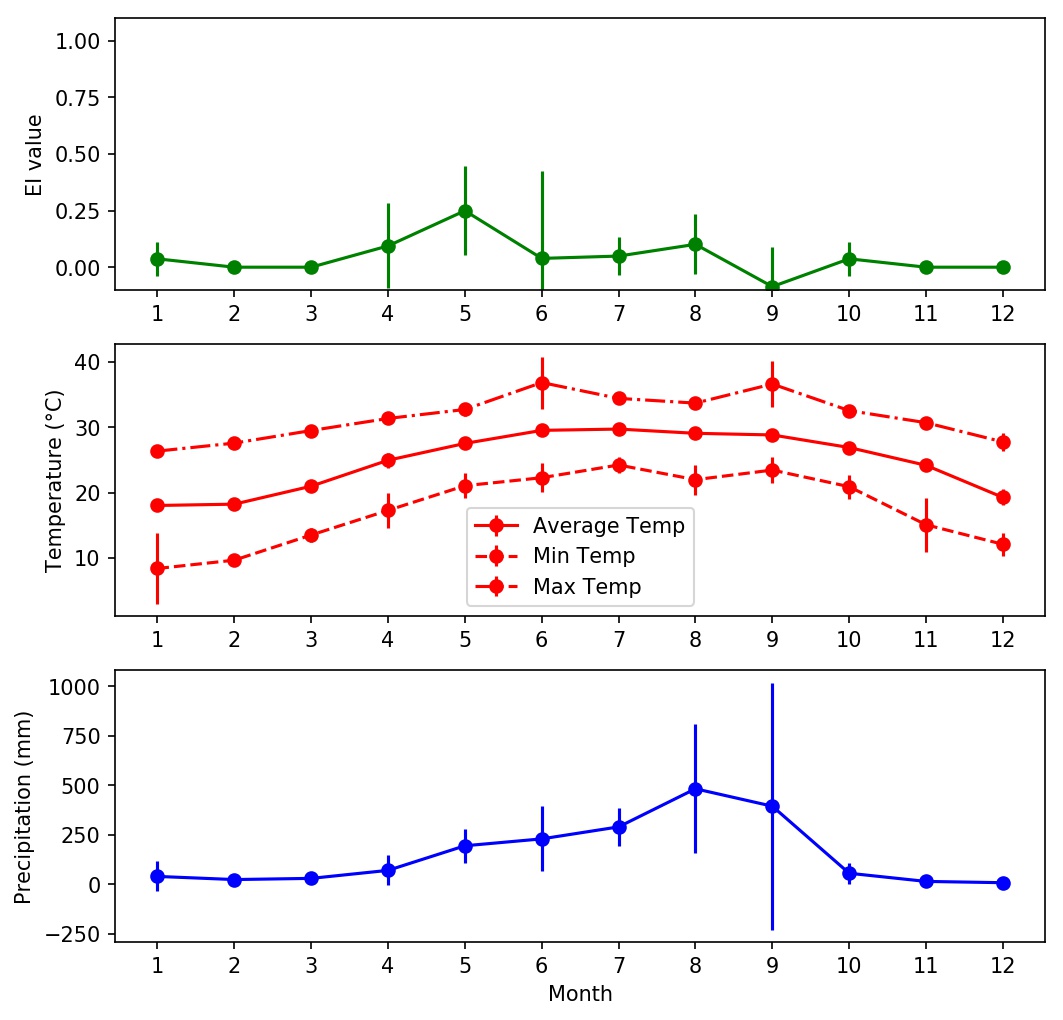 EI value
1.00
0.75
0.50
0.25
0.00
1 2 3 4 5 6 7 8 9 10 11 12
Temperature (°C)
40
30
20
10
Average Temp
Min Temp
Max Temp
1 2 3 4 5 6 7 8 9 10 11 12
Precipitation (mm)
1000
750
500
250
0
−250
1 2 3 4 5 6 7 8 9 10 11 12
Month